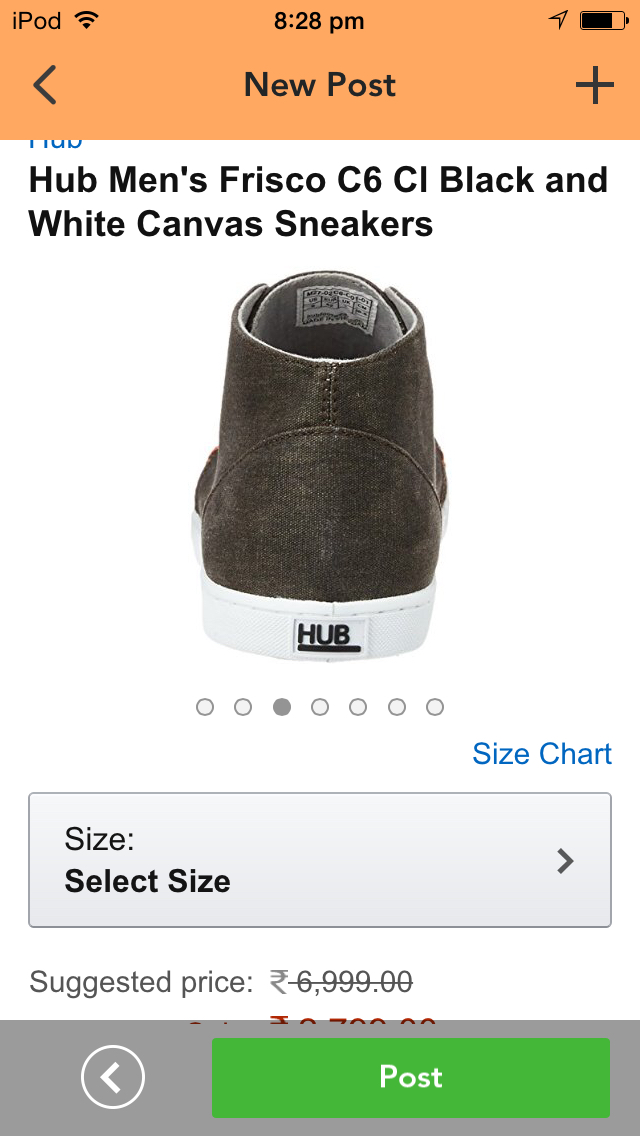 iPod 8:28 pm
New Post
Hub
Hub Men's Frisco C6 Cl Black and
White Canvas Sneakers
HUB
Size Chart
Size:
Select Size
Suggested price: ₹ 6,999.00
Post